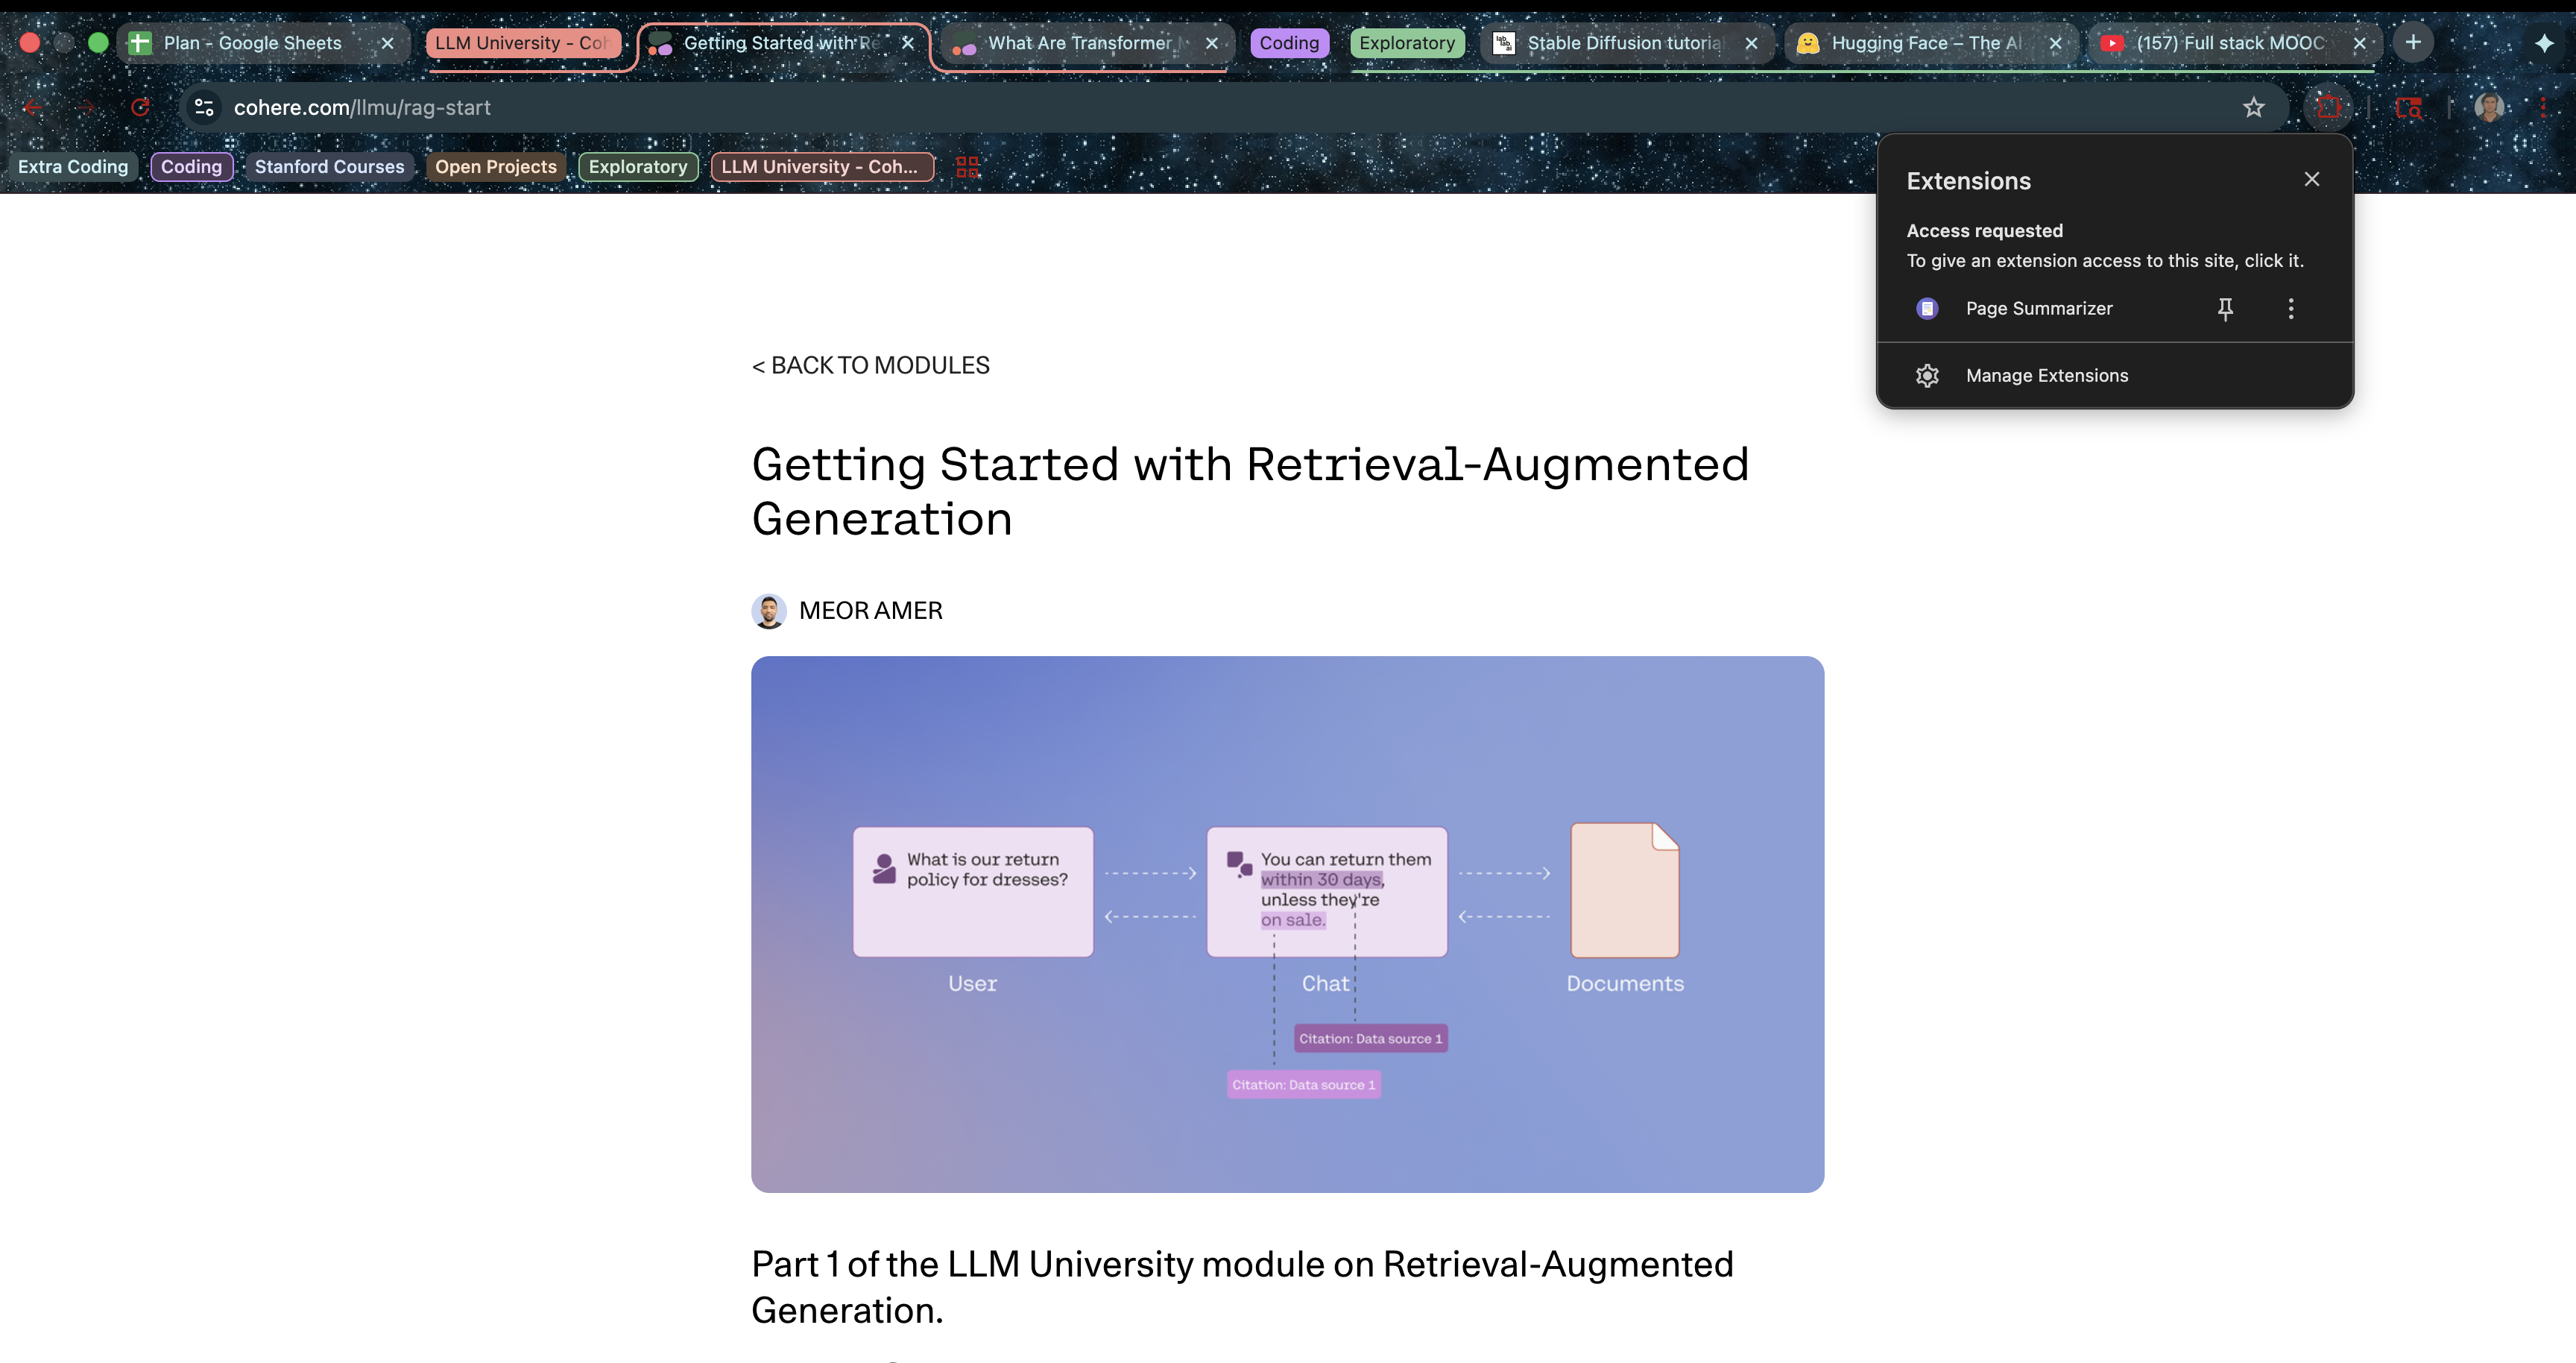 Plan - Google Sheets
LLM University - Coh
Getting Started with Re
What Are Transformer
Coding
Exploratory
Stable Diffusion tutorial
Hugging Face – The AI
(157) Full stack MOOC
cohere.com/llmu/rag-start
Extra Coding
Coding
Stanford Courses
Open Projects
Exploratory
LLM University - Coh...
Extensions
Access requested
To give an extension access to this site, click it.
Page Summarizer
Manage Extensions
< BACK TO MODULES
Getting Started with Retrieval-Augmented
Generation
MEOR AMER
What is our return
policy for dresses?
User
You can return them
within 30 days,
unless they're
on sale.
Chat
Documents
Citation: Data source 1
Citation: Data source 1
Part 1 of the LLM University module on Retrieval-Augmented
Generation.